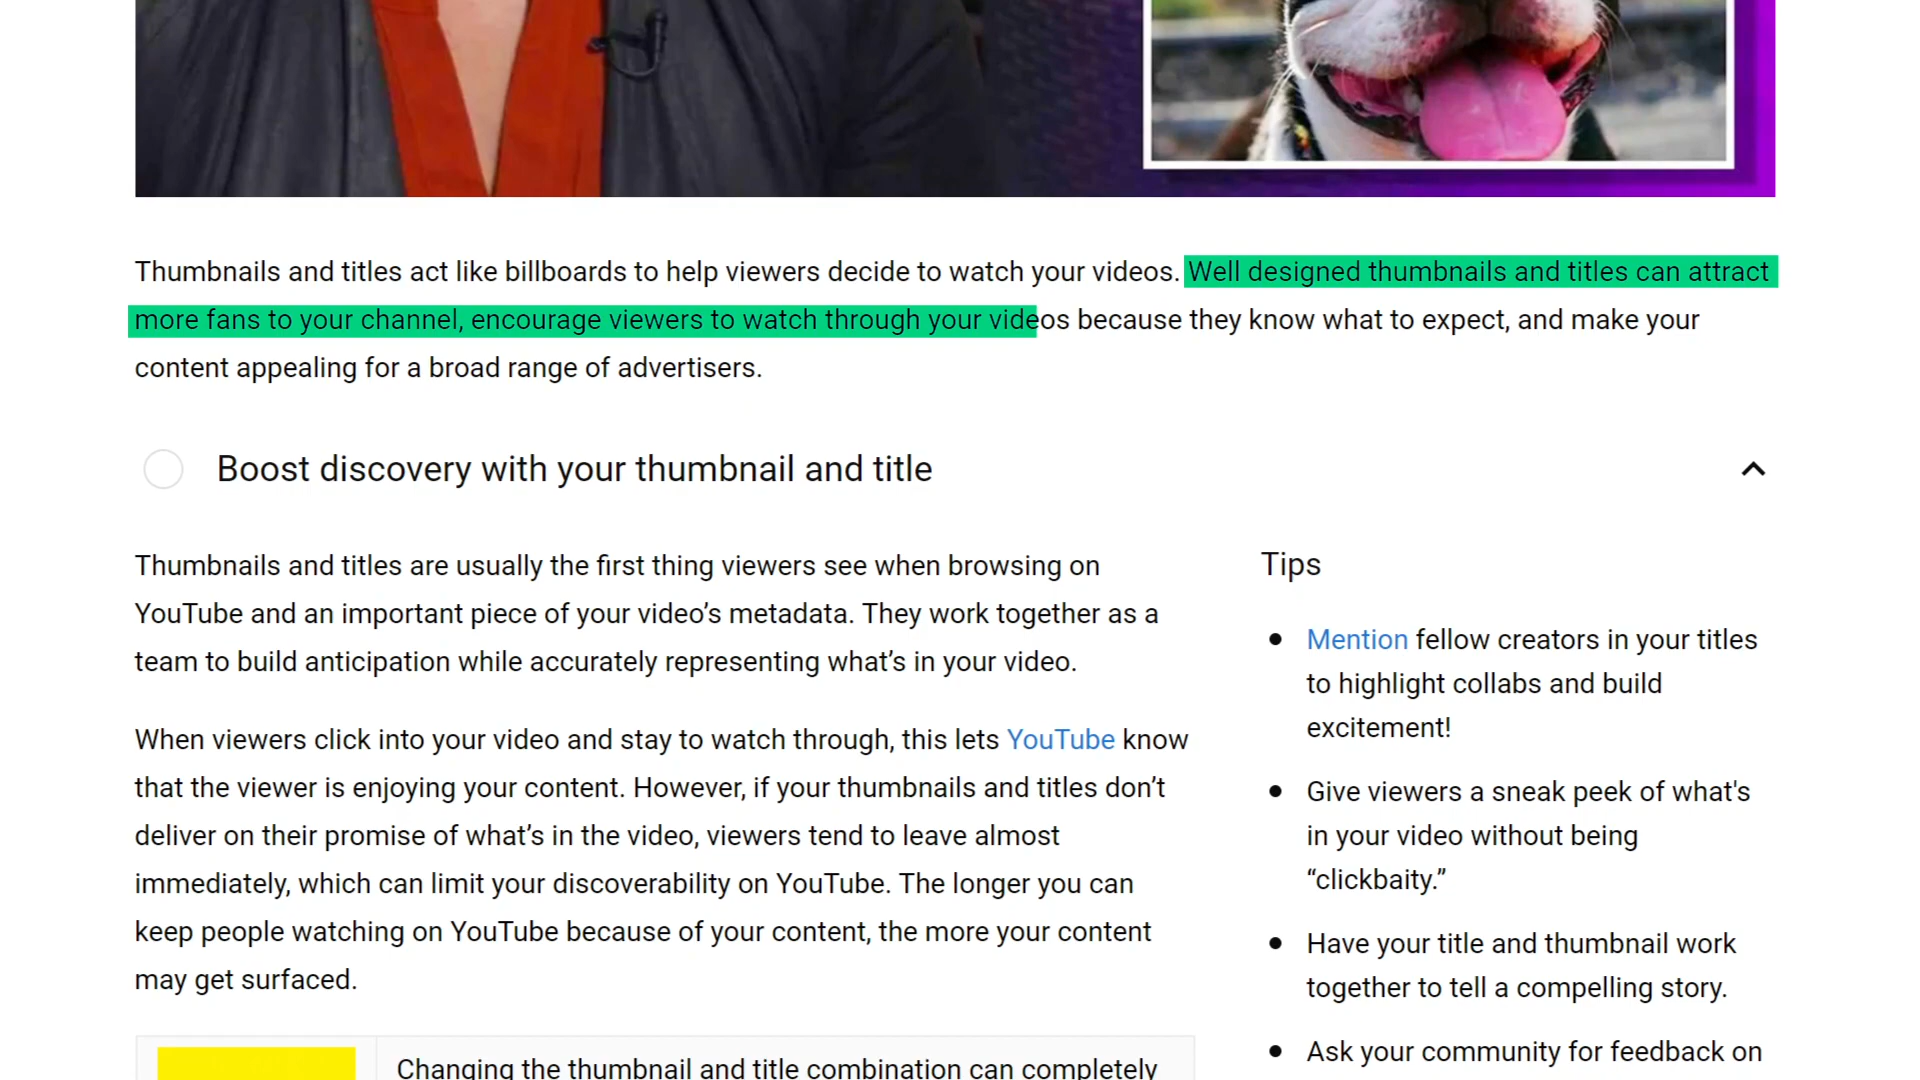 Thumbnails and titles act like billboards to help viewers decide to watch your videos. Well designed thumbnails and titles can attract
more fans to your channel, encourage viewers to watch through your videos because they know what to expect, and make your
content appealing for a broad range of advertisers.
Boost discovery with your thumbnail and title
Thumbnails and titles are usually the first thing viewers see when browsing on
YouTube and an important piece of your video’s metadata. They work together as a
team to build anticipation while accurately representing what’s in your video.
When viewers click into your video and stay to watch through, this lets YouTube know
that the viewer is enjoying your content. However, if your thumbnails and titles don’t
deliver on their promise of what’s in the video, viewers tend to leave almost
immediately, which can limit your discoverability on YouTube. The longer you can
keep people watching on YouTube because of your content, the more your content
may get surfaced.
Changing the thumbnail and title combination can completely
Tips
Mention fellow creators in your titles
to highlight collabs and build
excitement!
Give viewers a sneak peek of what's
in your video without being
“clickbaity.”
Have your title and thumbnail work
together to tell a compelling story.
Ask your community for feedback on